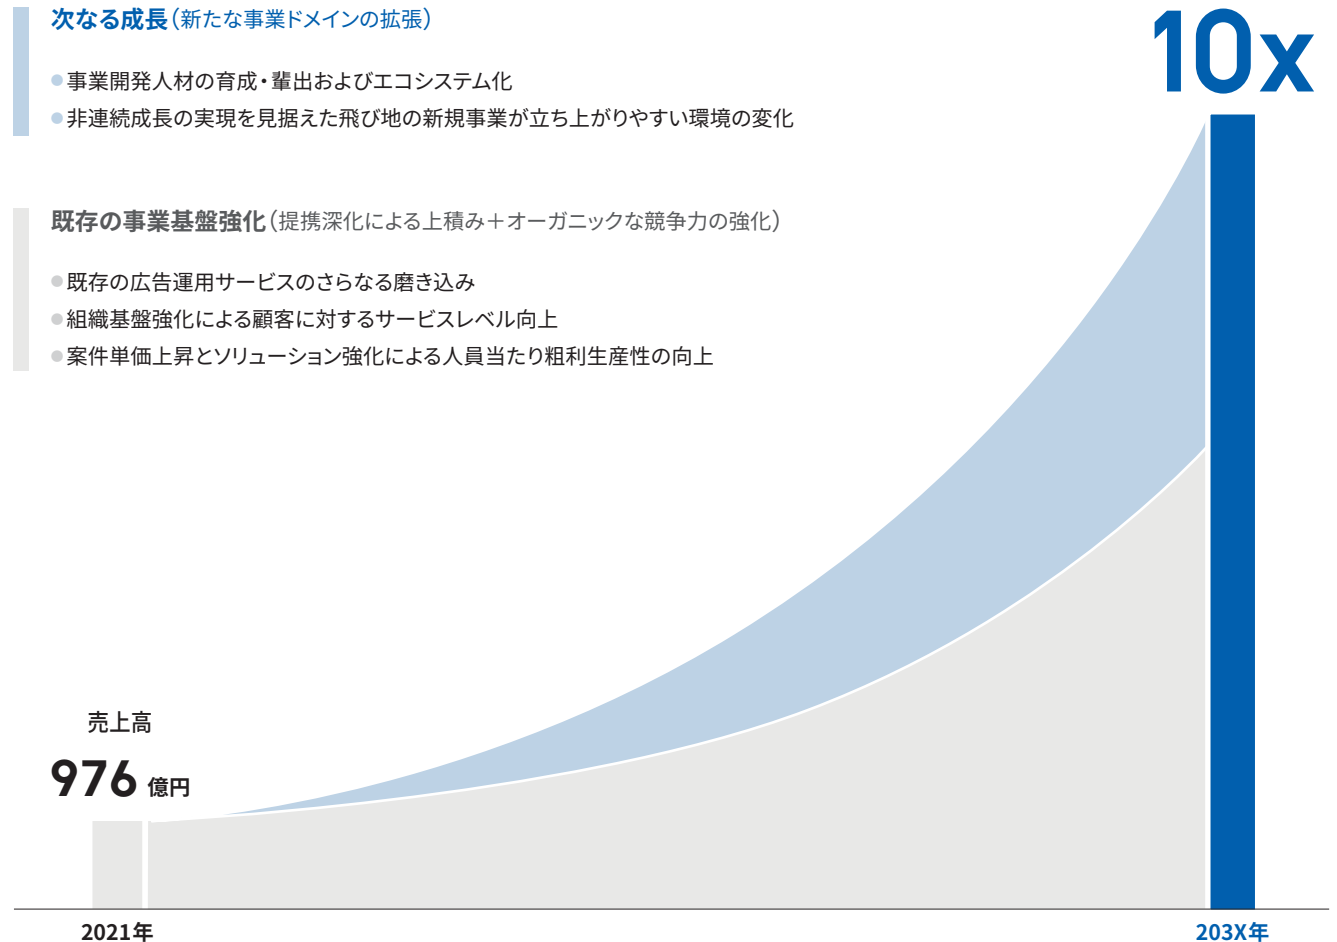 次なる成長（新たな事業ドメインの拡張）
●事業開発人材の育成・輩出およびエコシステム化
●非連続成長の実現を見据えた飛び地の新規事業が立ち上がりやすい環境の変化
10x
既存の事業基盤強化（提携深化による上積み＋オーガニックな競争力の強化）
●既存の広告運用サービスのさらなる磨き込み
●組織基盤強化による顧客に対するサービスレベル向上
●案件単価上昇とソリューション強化による人員当たり粗利生産性の向上
売上高
976 億円
2021年
203X年